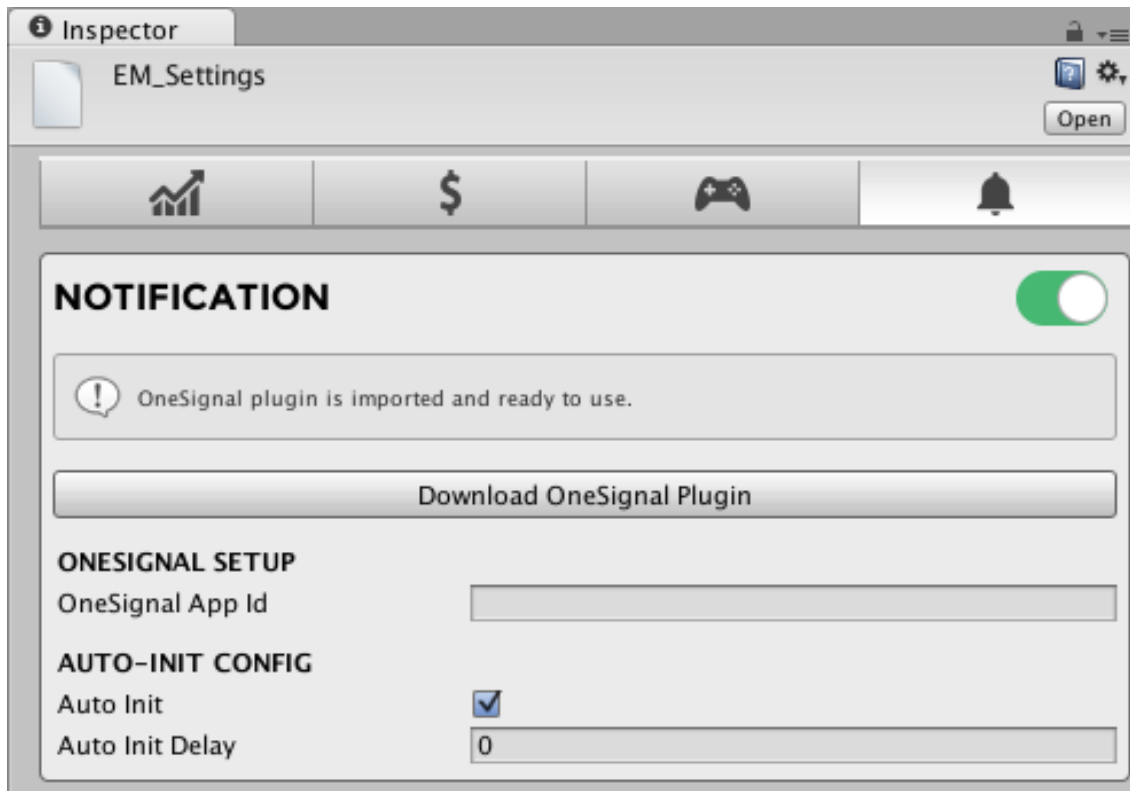 Inspector
EM_Settings
Open
NOTIFICATION
OneSignal plugin is imported and ready to use.
Download OneSignal Plugin
ONESIGNAL SETUP
OneSignal App Id
AUTO-INIT CONFIG
Auto Init
Auto Init Delay 0